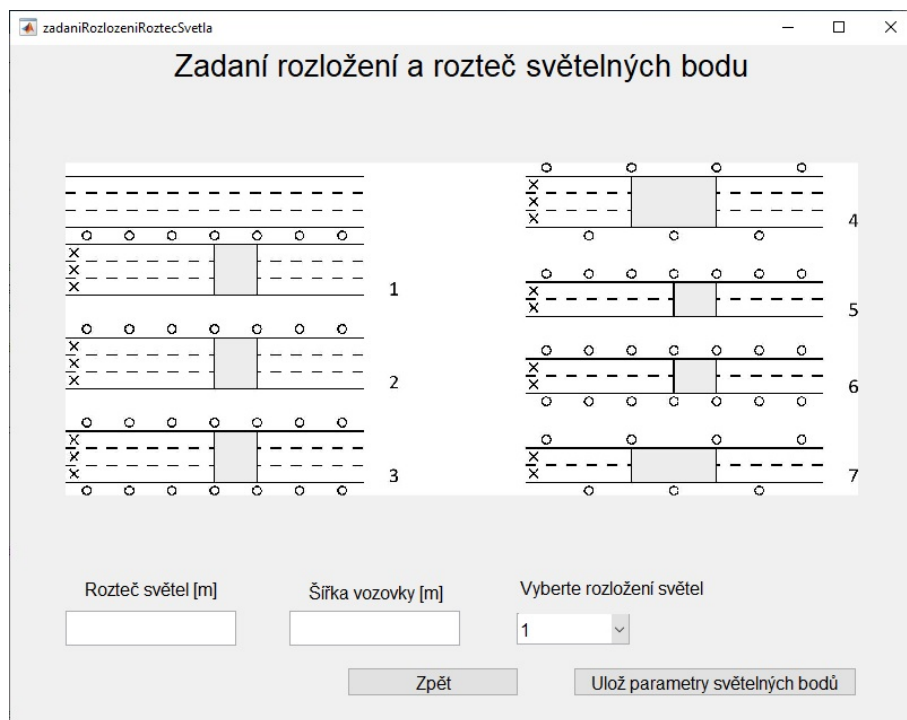 zadaniRozlozeniRoztecSvetla
Zadaní rozložení a rozteč světelných bodu
1
2
3
4
5
6
7
Rozteč světel [m]
Šířka vozovky [m]
Vyberte rozložení světel
1
Zpět
Ulož parametry světelných bodů